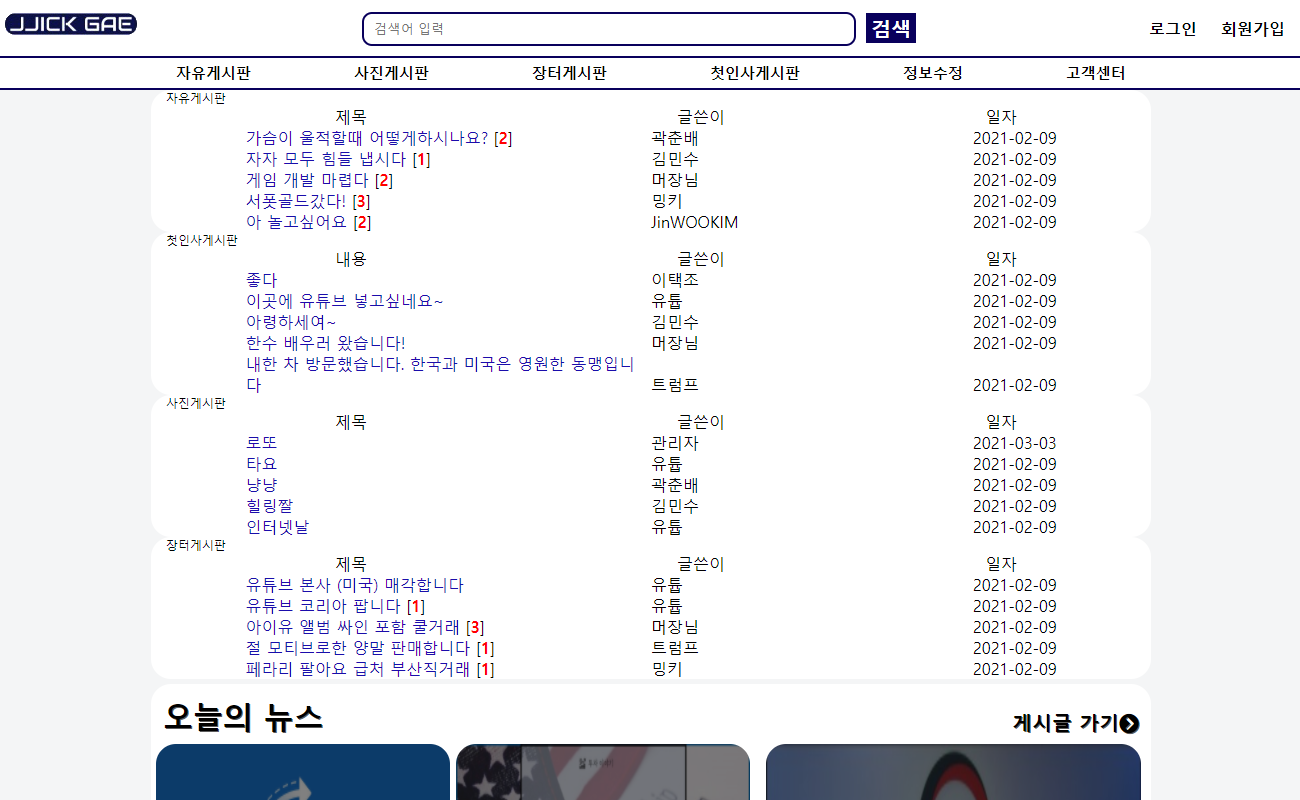 JJICK GAE 검색어 입력 검색 로그인 회원가입
자유게시판 사진게시판 장터게시판 첫인사게시판 정보수정 고객센터
자유게시판
제목 글쓴이 일자
가슴이 울적할때 어떻게하시나요? [2] 곽춘배 2021-02-09
자자 모두 힘들 냅시다 [1] 김민수 2021-02-09
게임 개발 마렵다 [2] 머장님 2021-02-09
서폿골드갔다! [3] 밍키 2021-02-09
아 놀고싶어요 [2] JinWOOKIM 2021-02-09
첫인사게시판
내용 글쓴이 일자
좋다 이택조 2021-02-09
이곳에 유튜브 넣고싶네요~ 유튭 2021-02-09
아령하세여~ 김민수 2021-02-09
한수 배우러 왔습니다! 머장님 2021-02-09
내한 차 방문했습니다. 한국과 미국은 영원한 동맹입니
다 트럼프 2021-02-09
사진게시판
제목 글쓴이 일자
로또 관리자 2021-03-03
타요 유튭 2021-02-09
냥냥 곽춘배 2021-02-09
힐링짤 김민수 2021-02-09
인터넷날 유튭 2021-02-09
장터게시판
제목 글쓴이 일자
유튜브 본사 (미국) 매각합니다 유튭 2021-02-09
유튜브 코리아 팝니다 [1] 유튭 2021-02-09
아이유 앨범 싸인 포함 쿨거래 [3] 머장님 2021-02-09
절 모티브로한 양말 판매합니다 [1] 트럼프 2021-02-09
페라리 팔아요 급처 부산직거래 [1] 밍키 2021-02-09
오늘의 뉴스 게시글 가기